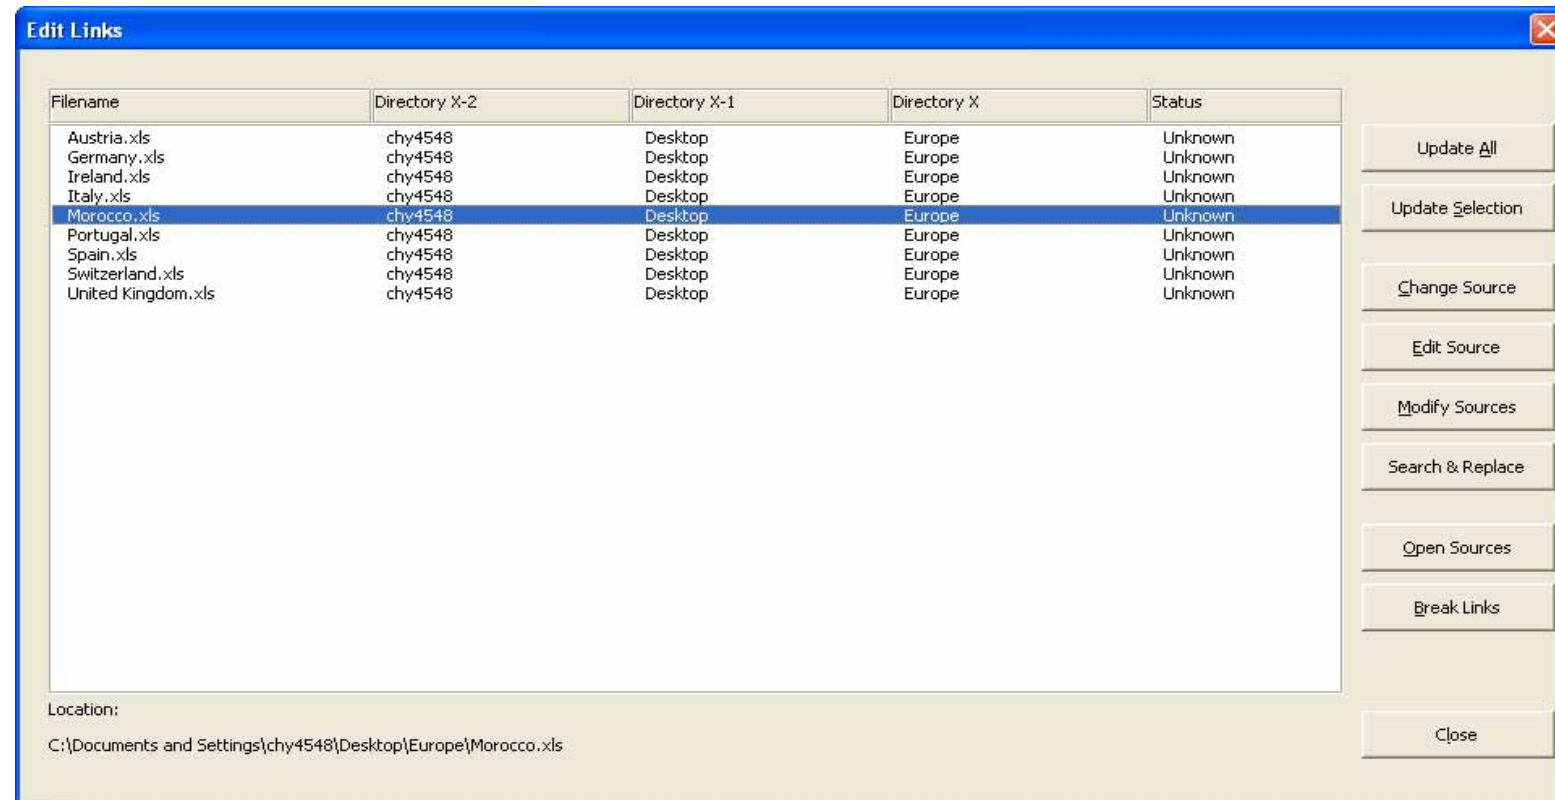 Edit Links
Filename Directory X-2 Directory X-1 Directory X Status
Austria.xls chy4548 Desktop Europe Unknown
Germany.xls chy4548 Desktop Europe Unknown
Ireland.xls chy4548 Desktop Europe Unknown
Italy.xls chy4548 Desktop Europe Unknown
Morocco.xls chy4548 Desktop Europe Unknown
Portugal.xls chy4548 Desktop Europe Unknown
Spain.xls chy4548 Desktop Europe Unknown
Switzerland.xls chy4548 Desktop Europe Unknown
United Kingdom.xls chy4548 Desktop Europe Unknown
Update All
Update Selection
Change Source
Edit Source
Modify Sources
Search & Replace
Open Sources
Break Links
Location:
C:\Documents and Settings\chy4548\Desktop\Europe\Morocco.xls
Close